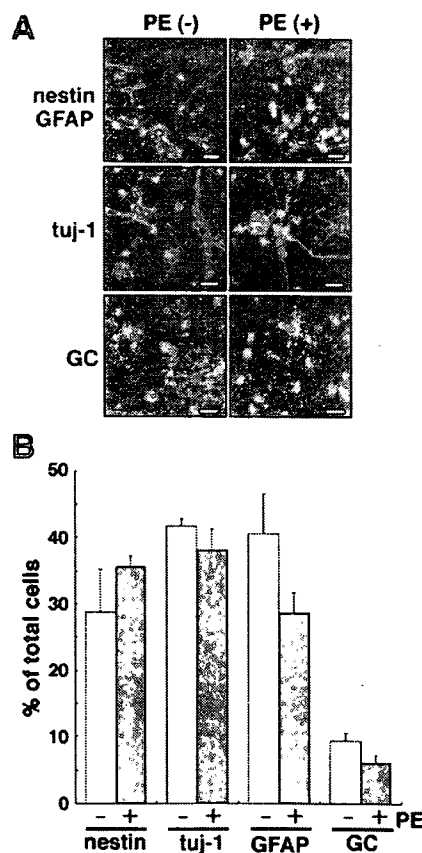 A
PE (-) PE (+)
nestin
GFAP
tuj-1
GC
B
% of total cells
50
40
30
20
10
0
- + - + - + - + PE
nestin tuj-1 GFAP GC